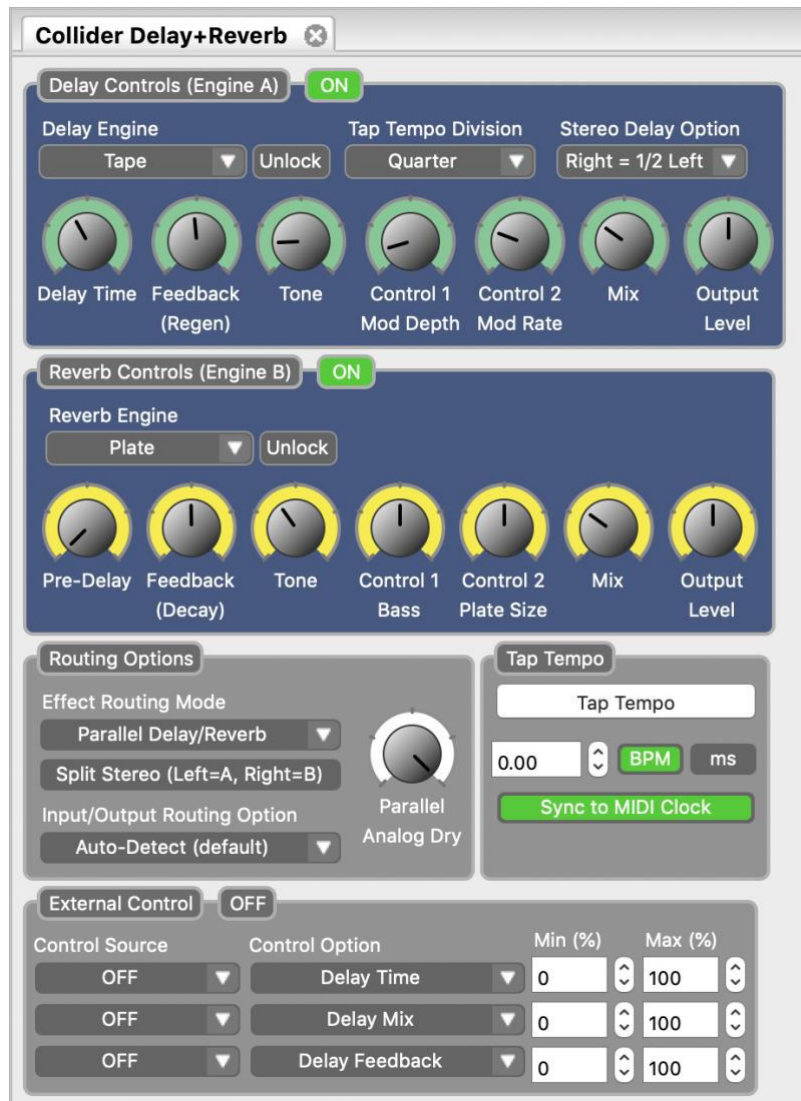 Collider Delay+Reverb
Delay Controls (Engine A) ON
Delay Engine Tap Tempo Division Stereo Delay Option
Tape Unlock Quarter Right = 1/2 Left
Delay Time Feedback Tone Control 1 Control 2 Mix Output
(Regen) Mod Depth Mod Rate Level
Reverb Controls (Engine B) ON
Reverb Engine
Plate Unlock
Pre-Delay Feedback Tone Control 1 Control 2 Mix Output
(Decay) Bass Plate Size Level
Routing Options
Effect Routing Mode
Parallel Delay/Reverb
Split Stereo (Left=A, Right=B)
Input/Output Routing Option
Auto-Detect (default)
Parallel
Analog Dry
Tap Tempo
Tap Tempo
0.00 BPM ms
Sync to MIDI Clock
External Control OFF
Control Source Control Option Min (%) Max (%)
OFF Delay Time 0 100
OFF Delay Mix 0 100
OFF Delay Feedback 0 100